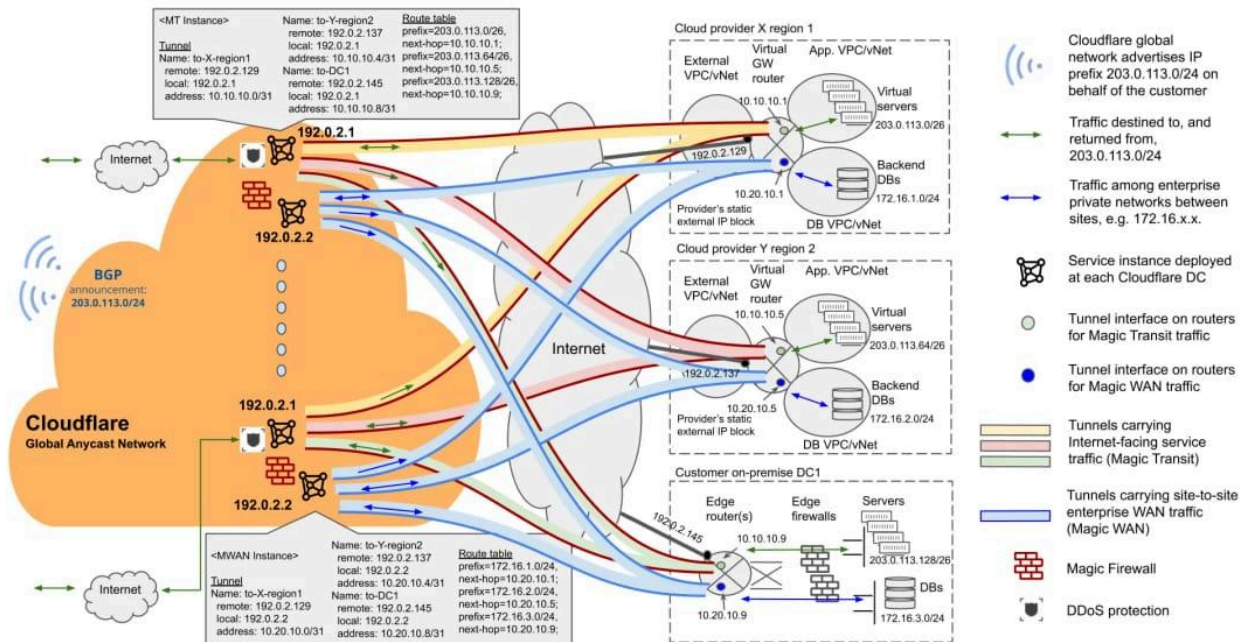 <MT Instance>
Tunnel
Name: to-X-region1
remote: 192.0.2.129
local: 192.0.2.1
address: 10.10.10.0/31
Name: to-Y-region2
remote: 192.0.2.137
local: 192.0.2.1
address: 10.10.10.4/31
Name: to-DC1
remote: 192.0.2.145
local: 192.0.2.1
address: 10.10.10.8/31
Route table
prefix=203.0.113.0/26,
next-hop=10.10.10.1;
prefix=203.0.113.64/26,
next-hop=10.10.10.5;
prefix=203.0.113.128/26,
next-hop=10.10.10.9;
Internet
192.0.2.1
192.0.2.2
BGP
announcement:
203.0.113.0/24
Cloudflare
Global Anycast Network
192.0.2.1
192.0.2.2
Internet
<MWAN Instance>
Tunnel
Name: to-X-region1
remote: 192.0.2.129
local: 192.0.2.2
address: 10.20.10.0/31
Name: to-Y-region2
remote: 192.0.2.137
local: 192.0.2.2
address: 10.20.10.4/31
Name: to-DC1
remote: 192.0.2.145
local: 192.0.2.2
address: 10.20.10.8/31
Route table
prefix=172.16.1.0/24,
next-hop=10.20.10.1;
prefix=172.16.2.0/24,
next-hop=10.20.10.5;
prefix=172.16.3.0/24,
next-hop=10.20.10.9;
Internet
Cloud provider X region 1
External
VPC/vNet
Virtual
GW
router
App. VPC/vNet
10.10.10.1
Virtual
servers
203.0.113.0/26
192.0.2.129
Backend
DBs
10.20.10.1
172.16.1.0/24
Provider's static
external IP block
DB VPC/vNet
Cloud provider Y region 2
External
VPC/vNet
Virtual
GW
router
App. VPC/vNet
10.10.10.5
Virtual
servers
203.0.113.64/26
192.0.2.137
Backend
DBs
10.20.10.5
172.16.2.0/24
Provider's static
external IP block
DB VPC/vNet
Customer on-premise DC1
Edge
router(s)
Edge
firewalls
Servers
192.0.2.145
10.10.10.9
203.0.113.128/26
DBs
10.20.10.9
172.16.3.0/24
Cloudflare global
network advertises IP
prefix 203.0.113.0/24 on
behalf of the customer
Traffic destined to, and
returned from,
203.0.113.0/24
Traffic among enterprise
private networks between
sites, e.g. 172.16.x.x.
Service instance deployed
at each Cloudflare DC
Tunnel interface on routers
for Magic Transit traffic
Tunnel interface on routers
for Magic WAN traffic
Tunnels carrying
Internet-facing service
traffic (Magic Transit)
Tunnels carrying site-to-site
enterprise WAN traffic
(Magic WAN)
Magic Firewall
DDoS protection